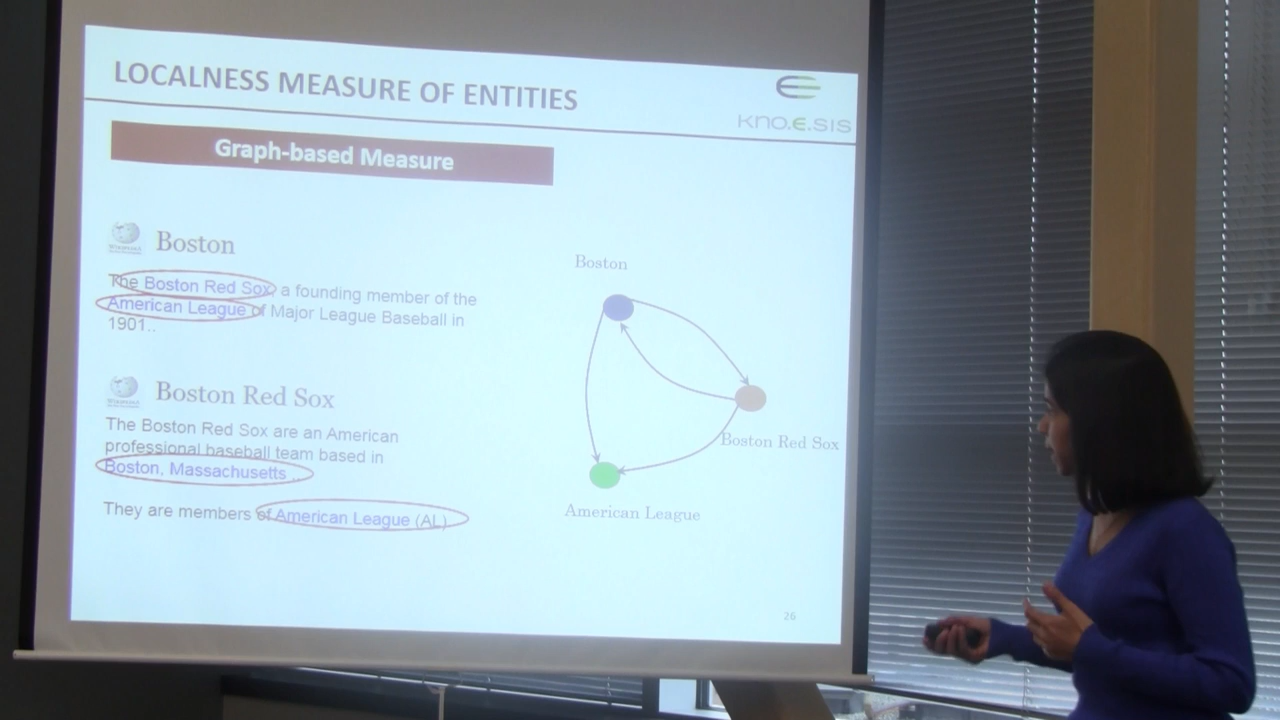 LOCALNESS MEASURE OF ENTITIES
KNO.E.SIS
Graph-based Measure
Boston
The Boston Red Sox, a founding member of the
American League of Major League Baseball in
1901..
Boston Red Sox
The Boston Red Sox are an American
professional baseball team based in
Boston, Massachusetts ..
They are members of American League (AL)
Boston
Boston Red Sox
American League
26